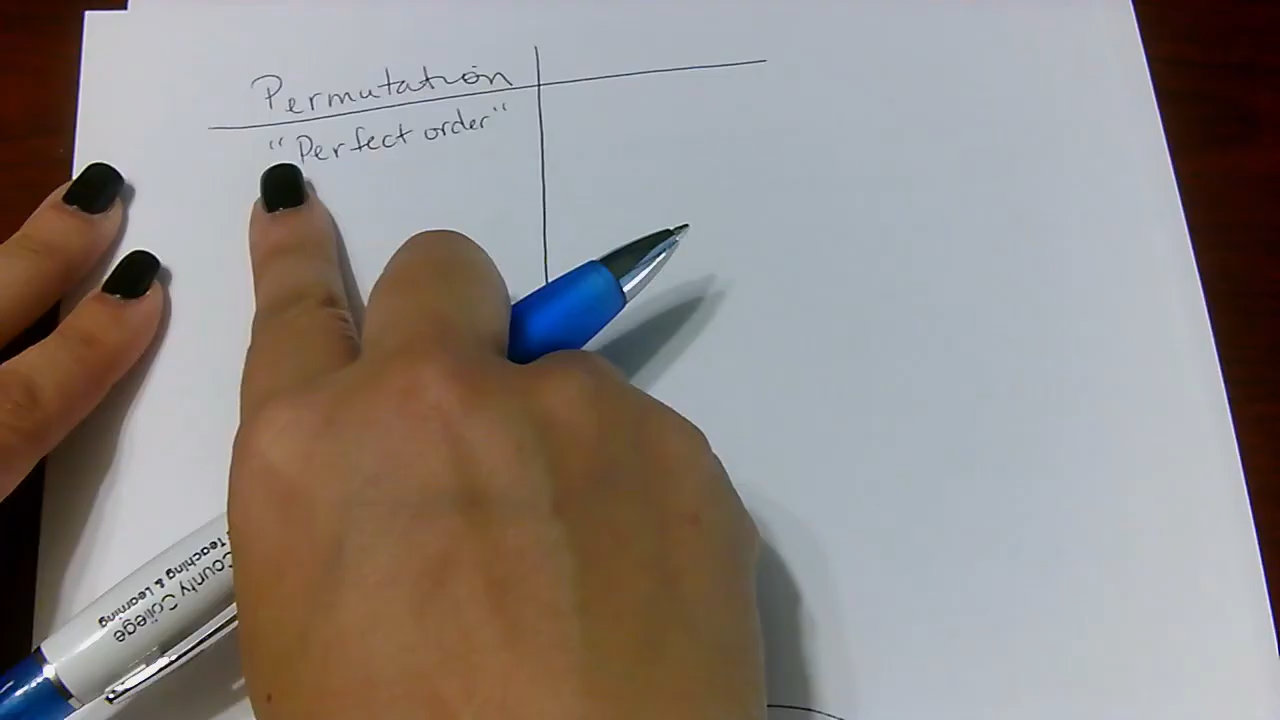 Permutation
"Perfect order"
County College
Teaching & Learning